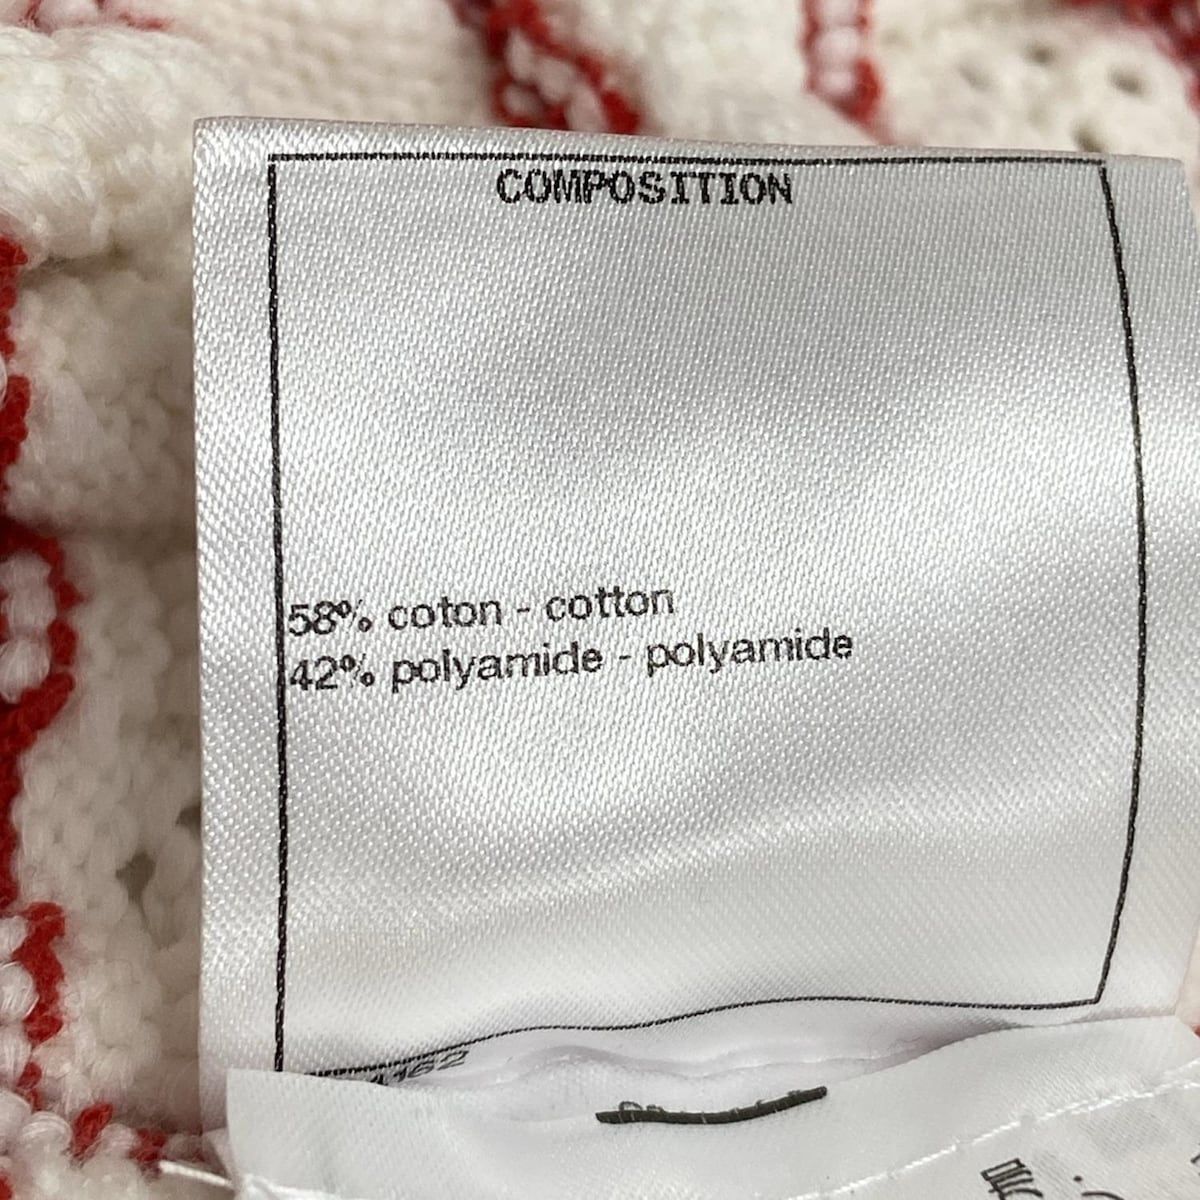 COMPOSITION
58% coton - cotton
42% polyamide - polyamide